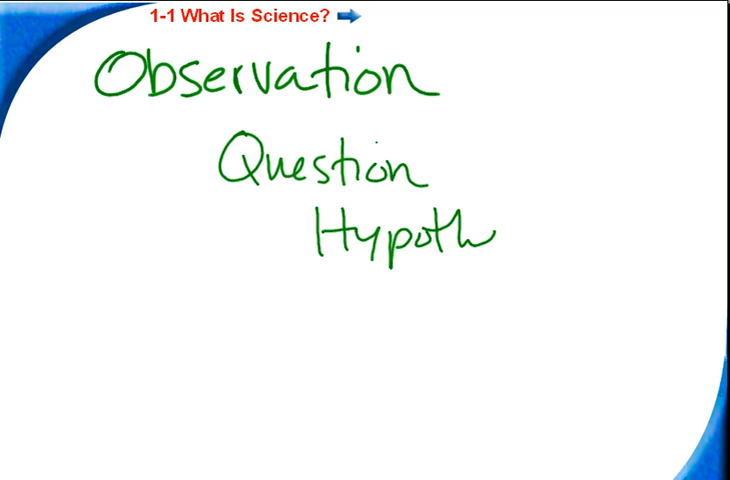 1-1 What Is Science?
Observation
Question
Hypoth